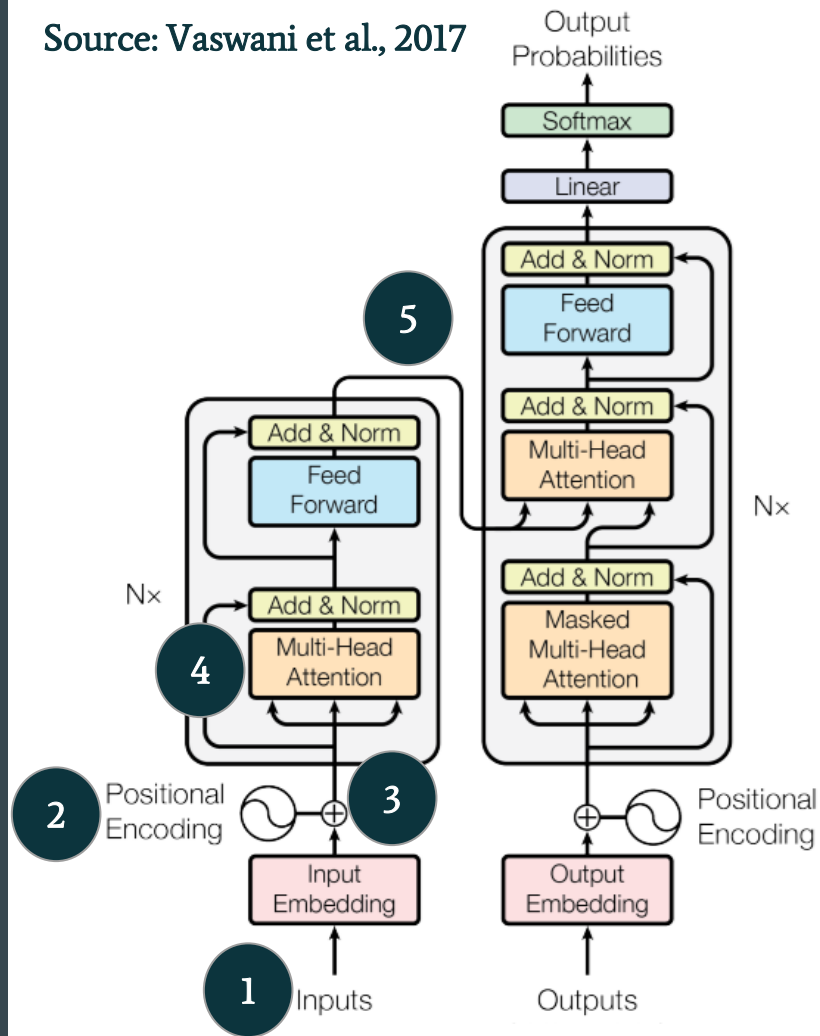 Source: Vaswani et al., 2017
Output
Probabilities
Softmax
Linear
Add & Norm
Feed
Forward
5
Add & Norm
Multi-Head
Attention
Add & Norm
Feed
Forward
Nx
Add & Norm
Masked
Multi-Head
Attention
Nx
Add & Norm
4
Multi-Head
Attention
2
Positional
Encoding
3
Positional
Encoding
Input
Embedding
Output
Embedding
1
Inputs
Outputs